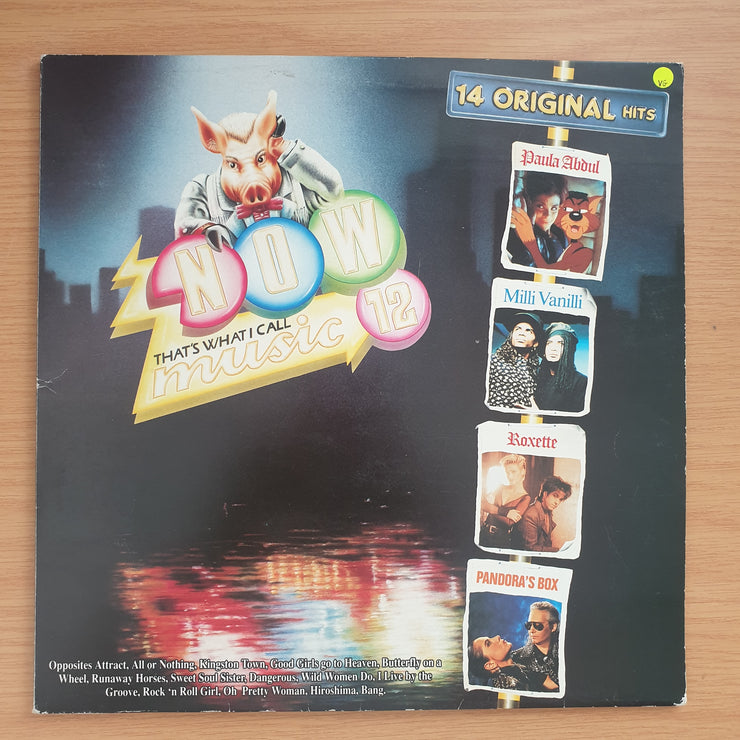 VG
14 ORIGINAL HITS
Paula Abdul
NOW
12
THAT'S WHAT I CALL
music
Milli Vanilli
Roxette
PANDORA'S BOX
Opposites Attract, All or Nothing, Kingston Town, Good Girls go to Heaven, Butterfly on a
Wheel, Runaway Horses, Sweet Soul Sister, Dangerous, Wild Women Do, I Live by the
Groove, Rock 'n Roll Girl, Oh Pretty Woman, Hiroshima, Bang.